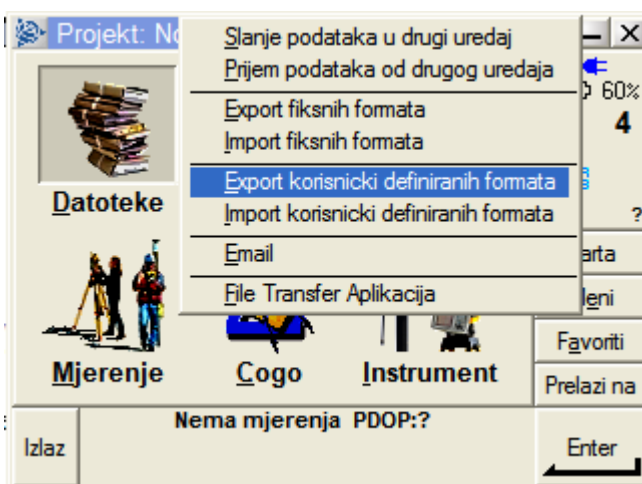 Projekt: No
Slanje podataka u drugi uredaj
Prijem podataka od drugog uredaja
Export fiksnih formata
Import fiksnih formata
Export korisnicki definiranih formata
Import korisnicki definiranih formata
Email
File Transfer Aplikacija
60%
4
?
Datoteke
Mjerenje
Cogo
Instrument
arta
leni
Favoriti
Prelazi na
Nema mjerenja PDOP:?
Izlaz
Enter